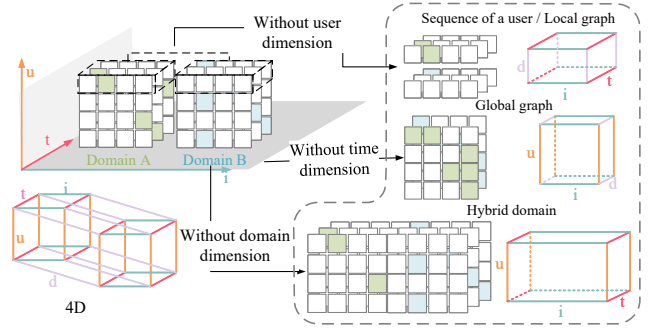 Without user
dimension
Sequence of a user / Local graph
u
d
t
i
t
Global graph
Domain A
Domain B
i
Without time
dimension
u
i
d
t
i
u
d
4D
Without domain
dimension
Hybrid domain
u
t
i